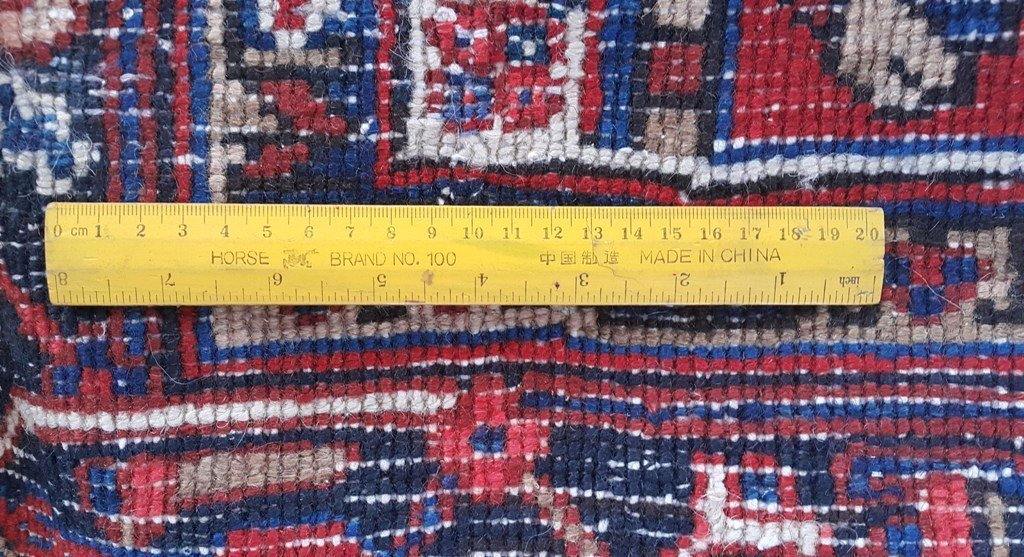 0 cm 1 2 3 4 5 6 7 8 9 10 11 12 13 14 15 16 17 18 19 20
HORSE BRAND NO. 100 中国制造 MADE IN CHINA
8 7 6 5 4 3 2 1 inch